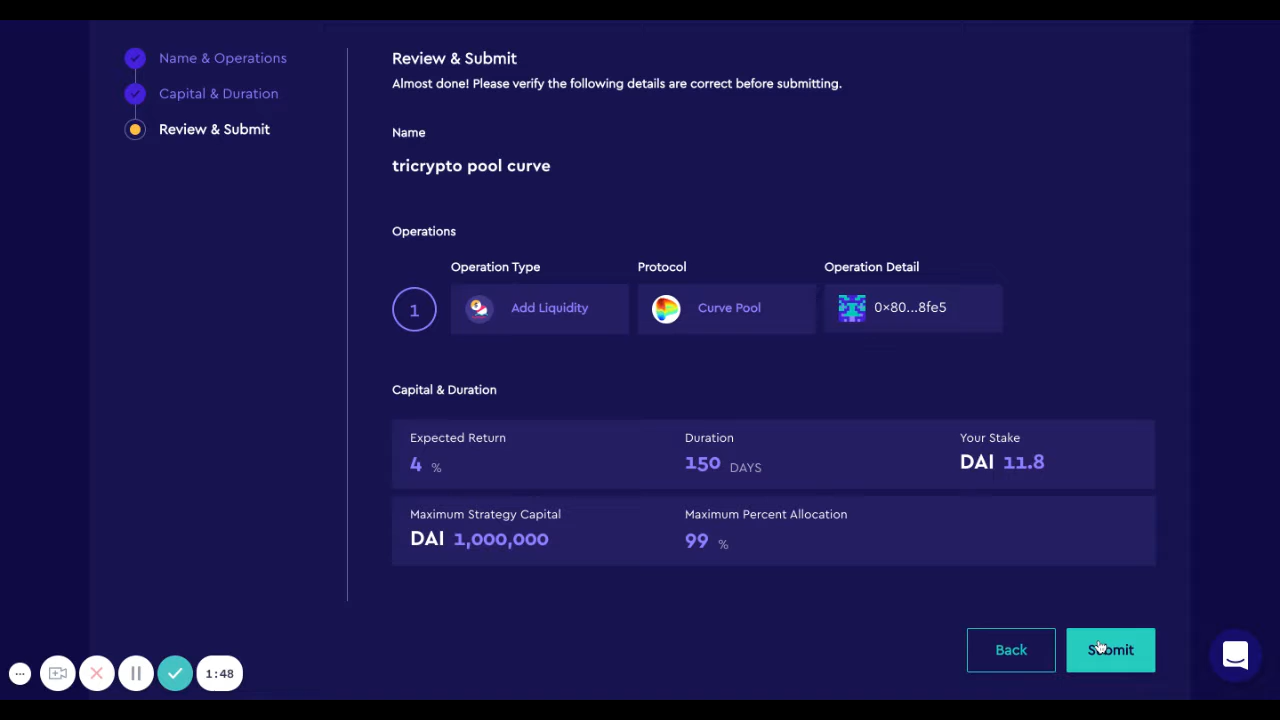 Name & Operations
Capital & Duration
Review & Submit
Review & Submit
Almost done! Please verify the following details are correct before submitting.
Name
tricrypto pool curve
Operations
Operation Type Protocol Operation Detail
1 Add Liquidity Curve Pool 0x80...8fe5
Capital & Duration
Expected Return Duration Your Stake
4 % 150 DAYS DAI 11.8
Maximum Strategy Capital Maximum Percent Allocation
DAI 1,000,000 99 %
Back Submit
1:48